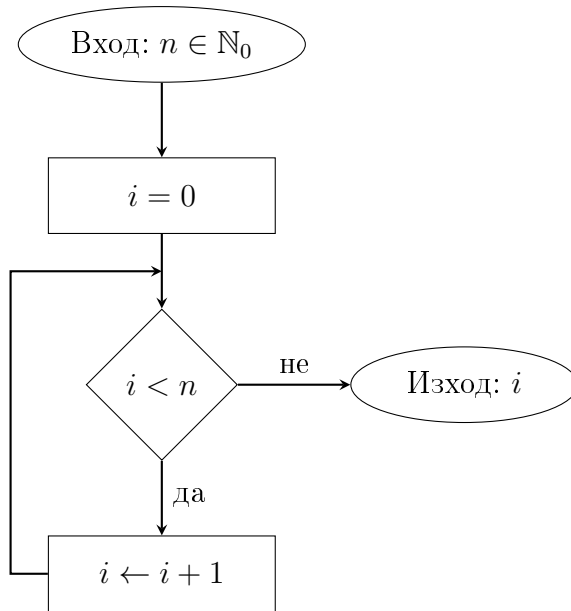 Вход: n ∈ ℕ₀
i = 0
i < n
не
Изход: i
да
i ← i + 1